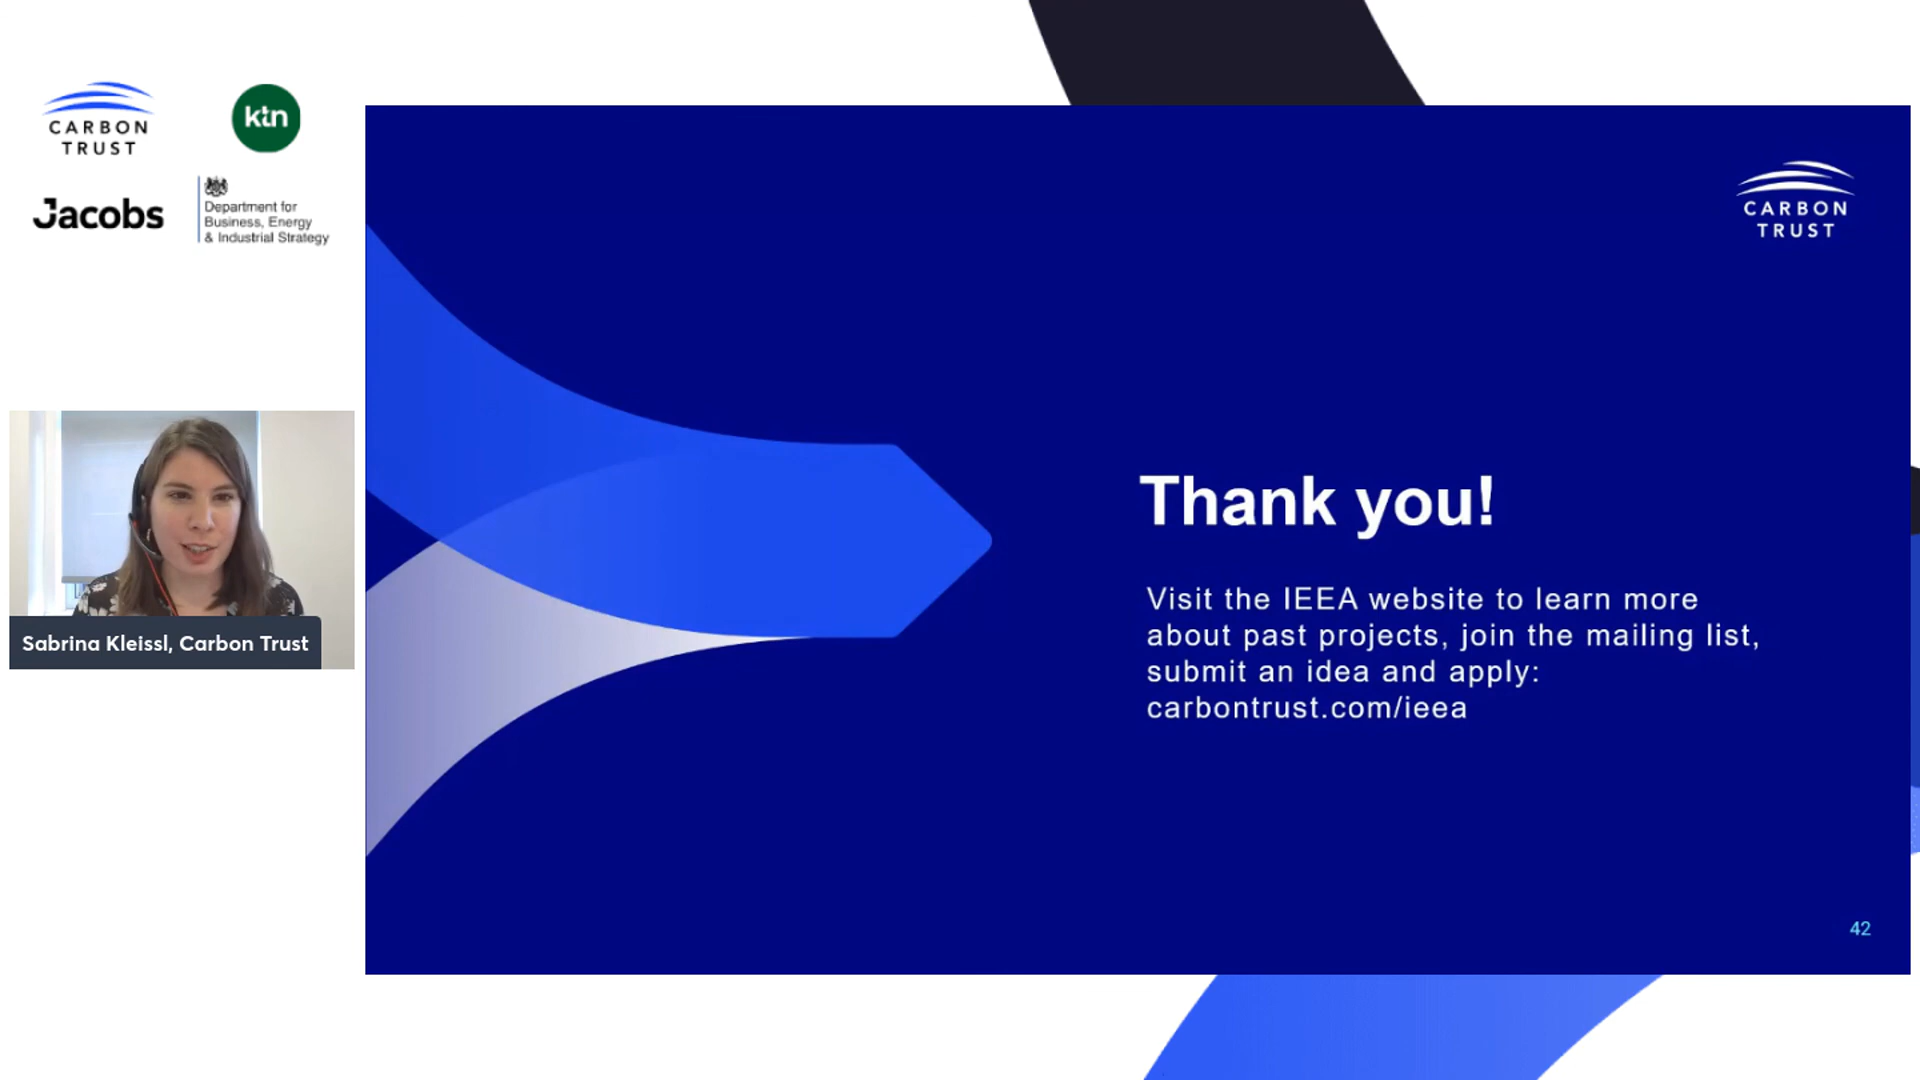 CARBON
TRUST
ktn
Jacobs
Department for
Business, Energy
& Industrial Strategy
Sabrina Kleissl, Carbon Trust
CARBON
TRUST
Thank you!
Visit the IEEA website to learn more
about past projects, join the mailing list,
submit an idea and apply:
carbontrust.com/ieea
42